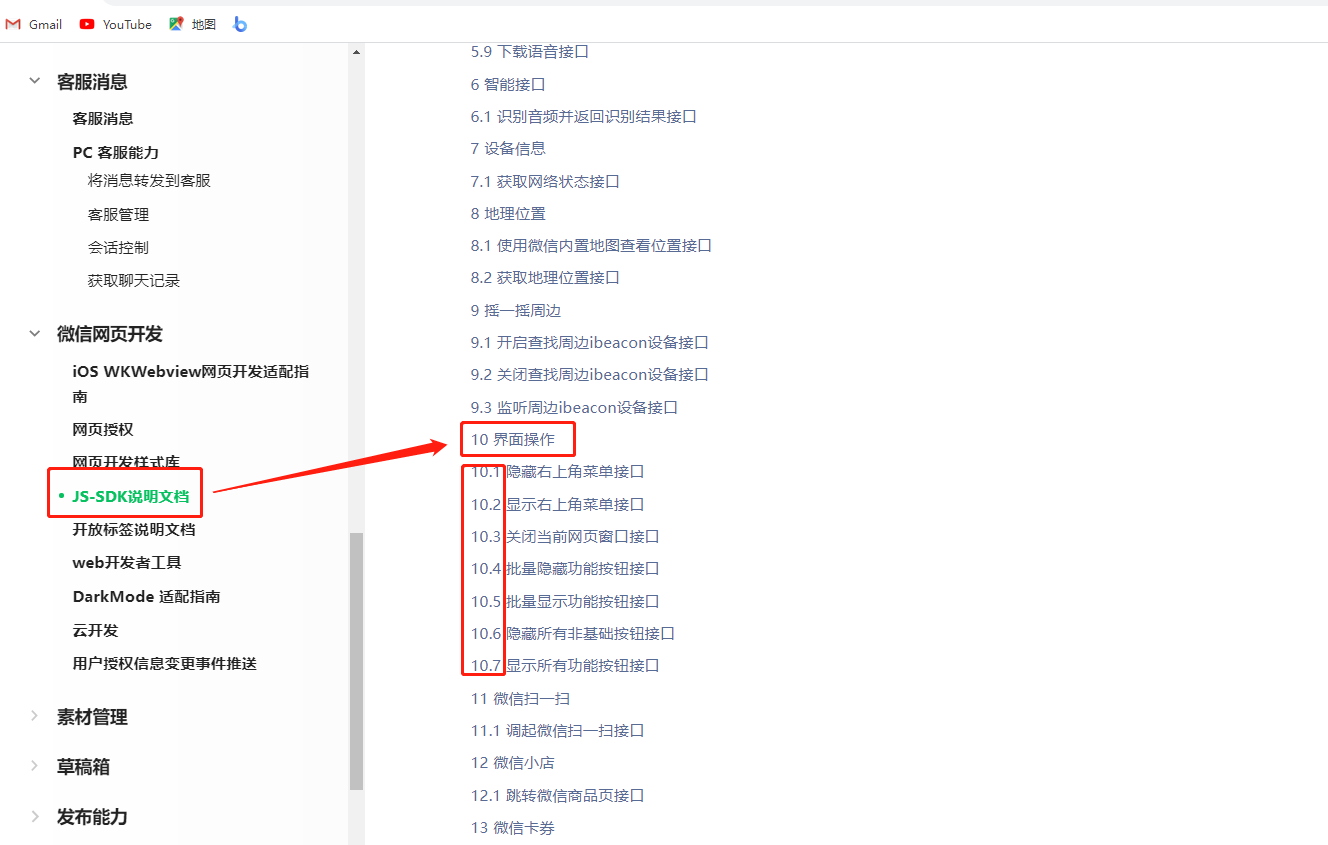 Gmail YouTube 地图
客服消息
客服消息
PC 客服能力
将消息转发到客服
客服管理
会话控制
获取聊天记录
微信网页开发
iOS WKWebview网页开发适配指
南
网页授权
网页开发样式库
JS-SDK说明文档
开放标签说明文档
web开发者工具
DarkMode 适配指南
云开发
用户授权信息变更事件推送
素材管理
草稿箱
发布能力
5.9 下载语音接口
6 智能接口
6.1 识别音频并返回识别结果接口
7 设备信息
7.1 获取网络状态接口
8 地理位置
8.1 使用微信内置地图查看位置接口
8.2 获取地理位置接口
9 摇一摇周边
9.1 开启查找周边ibeacon设备接口
9.2 关闭查找周边ibeacon设备接口
9.3 监听周边ibeacon设备接口
10 界面操作
10.1 隐藏右上角菜单接口
10.2 显示右上角菜单接口
10.3 关闭当前网页窗口接口
10.4 批量隐藏功能按钮接口
10.5 批量显示功能按钮接口
10.6 隐藏所有非基础按钮接口
10.7 显示所有功能按钮接口
11 微信扫一扫
11.1 调起微信扫一扫接口
12 微信小店
12.1 跳转微信商品页接口
13 微信卡券